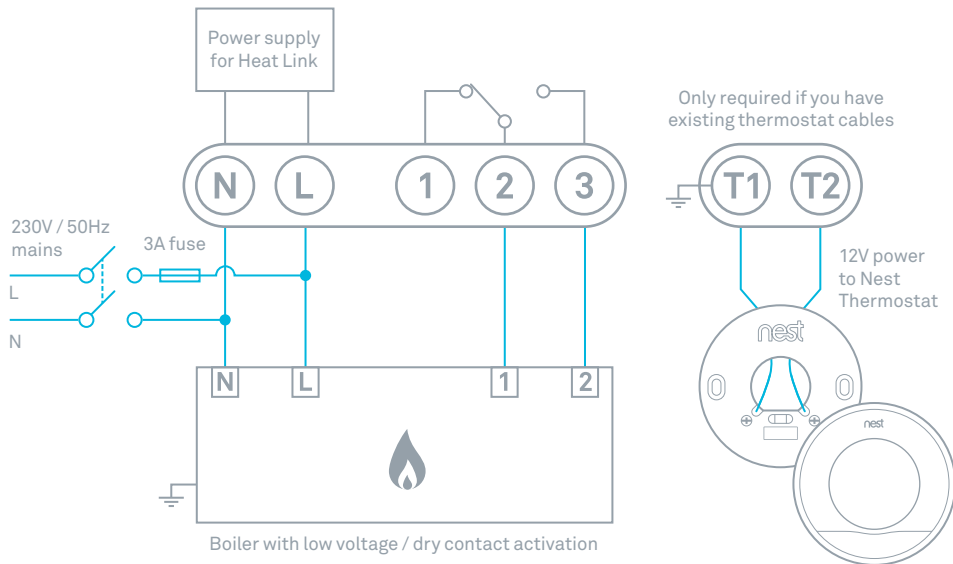 Power supply
for Heat Link
Only required if you have
existing thermostat cables
N L 1 2 3 T1 T2
230V / 50Hz
mains
3A fuse
L
N
12V power
to Nest
Thermostat
nest
N L 1 2
nest
Boiler with low voltage / dry contact activation